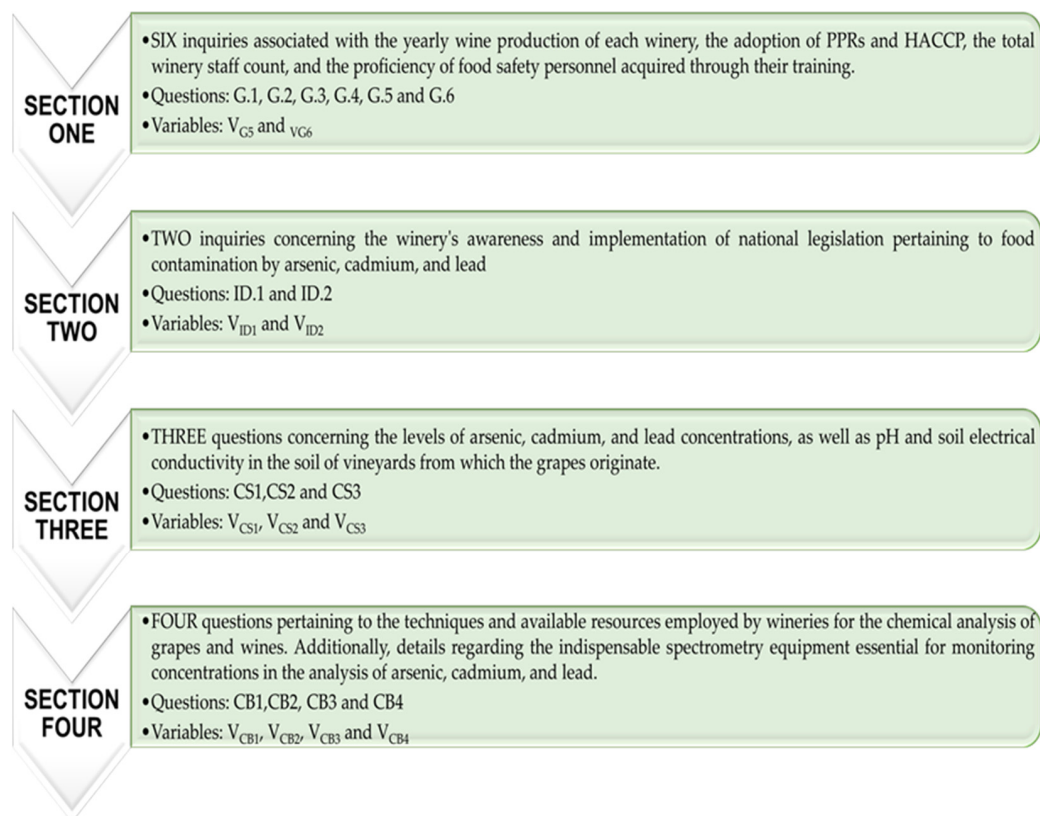 SECTION
ONE
•SIX inquiries associated with the yearly wine production of each winery, the adoption of PPRs and HACCP, the total
winery staff count, and the proficiency of food safety personnel acquired through their training.
•Questions: G.1, G.2, G.3, G.4, G.5 and G.6
•Variables: VG5 and VG6
SECTION
TWO
•TWO inquiries concerning the winery's awareness and implementation of national legislation pertaining to food
contamination by arsenic, cadmium, and lead
•Questions: ID.1 and ID.2
•Variables: VID1 and VID2
SECTION
THREE
•THREE questions concerning the levels of arsenic, cadmium, and lead concentrations, as well as pH and soil electrical
conductivity in the soil of vineyards from which the grapes originate.
•Questions: CS1,CS2 and CS3
•Variables: VCS1, VCS2 and VCS3
SECTION
FOUR
•FOUR questions pertaining to the techniques and available resources employed by wineries for the chemical analysis of
grapes and wines. Additionally, details regarding the indispensable spectrometry equipment essential for monitoring
concentrations in the analysis of arsenic, cadmium, and lead.
•Questions: CB1,CB2, CB3 and CB4
•Variables: VCB1, VCB2, VCB3 and VCB4